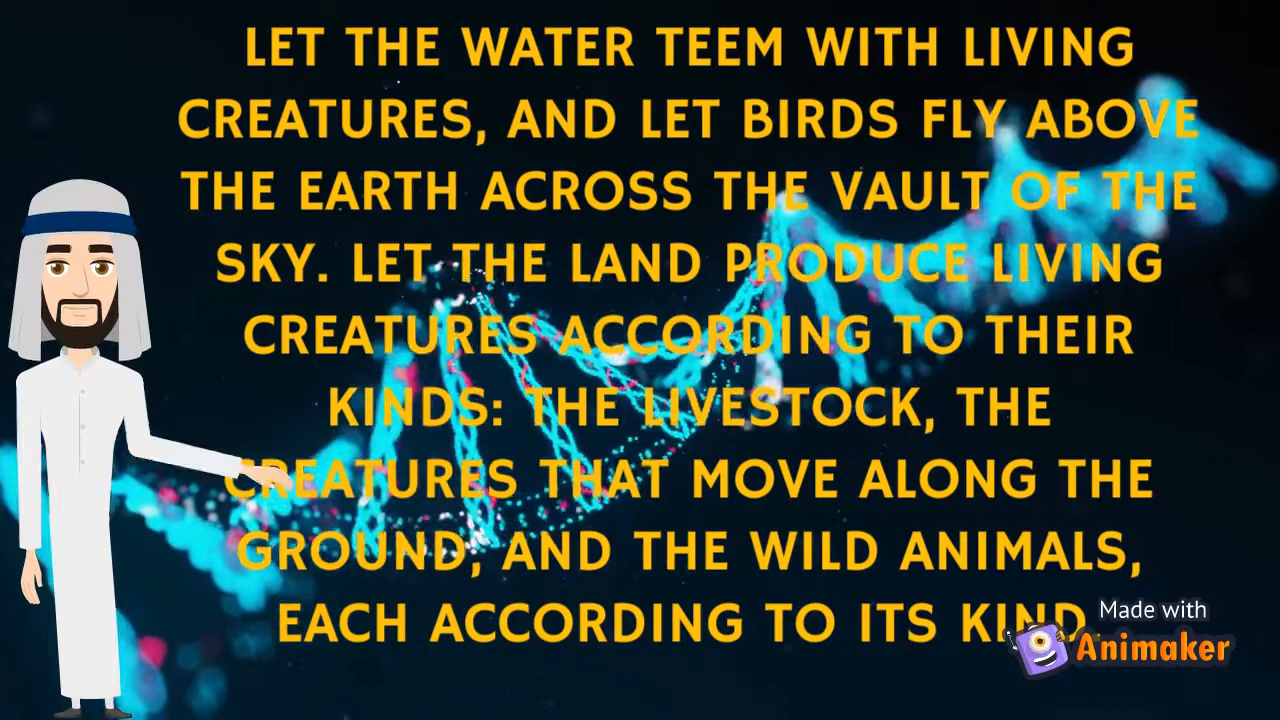 LET THE WATER TEEM WITH LIVING
CREATURES, AND LET BIRDS FLY ABOVE
THE EARTH ACROSS THE VAULT OF THE
SKY. LET THE LAND PRODUCE LIVING
CREATURES ACCORDING TO THEIR
KINDS: THE LIVESTOCK, THE
CREATURES THAT MOVE ALONG THE
GROUND, AND THE WILD ANIMALS,
EACH ACCORDING TO ITS KIND.
Made with
Animaker